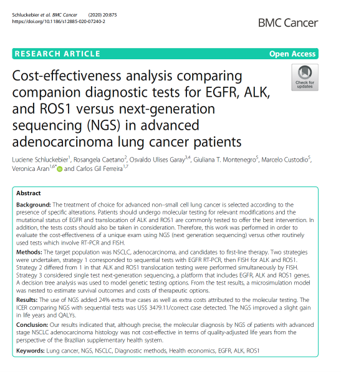 Schluckebier et al. BMC Cancer (2020) 20:875
https://doi.org/10.1186/s12885-020-07240-2
BMC Cancer
RESEARCH ARTICLE
Open Access
Cost-effectiveness analysis comparing
companion diagnostic tests for EGFR, ALK,
and ROS1 versus next-generation
sequencing (NGS) in advanced
adenocarcinoma lung cancer patients
Check for
updates
Luciene Schluckebier1, Rosangela Caetano2, Osvaldo Ulises Garay3,4, Giuliana T. Montenegro5, Marcelo Custodio5,
Veronica Aran1,6* and Carlos Gil Ferreira1,7
Abstract
Background: The treatment of choice for advanced non–small cell lung cancer is selected according to the
presence of specific alterations. Patients should undergo molecular testing for relevant modifications and the
mutational status of EGFR and translocation of ALK and ROS1 are commonly tested to offer the best intervention. In
addition, the tests costs should also be taken in consideration. Therefore, this work was performed in order to
evaluate the cost-effectiveness of a unique exam using NGS (next generation sequencing) versus other routinely
used tests which involve RT-PCR and FISH.
Methods: The target population was NSCLC, adenocarcinoma, and candidates to first-line therapy. Two strategies
were undertaken, strategy 1 corresponded to sequential tests with EGFR RT-PCR, then FISH for ALK and ROS1.
Strategy 2 differed from 1 in that ALK and ROS1 translocation testing were performed simultaneously by FISH.
Strategy 3 considered single test next-generation sequencing, a platform that includes EGFR, ALK and ROS1 genes.
A decision tree analysis was used to model genetic testing options. From the test results, a microsimulation model
was nested to estimate survival outcomes and costs of therapeutic options.
Results: The use of NGS added 24% extra true cases as well as extra costs attributed to the molecular testing. The
ICER comparing NGS with sequential tests was US$ 3479.11/correct case detected. The NGS improved a slight gain
in life years and QALYs.
Conclusion: Our results indicated that, although precise, the molecular diagnosis by NGS of patients with advanced
stage NSCLC adenocarcinoma histology was not cost-effective in terms of quality-adjusted life years from the
perspective of the Brazilian supplementary health system.
Keywords: Lung cancer, NGS, NSCLC, Diagnostic methods, Health economics, EGFR, ALK, ROS1